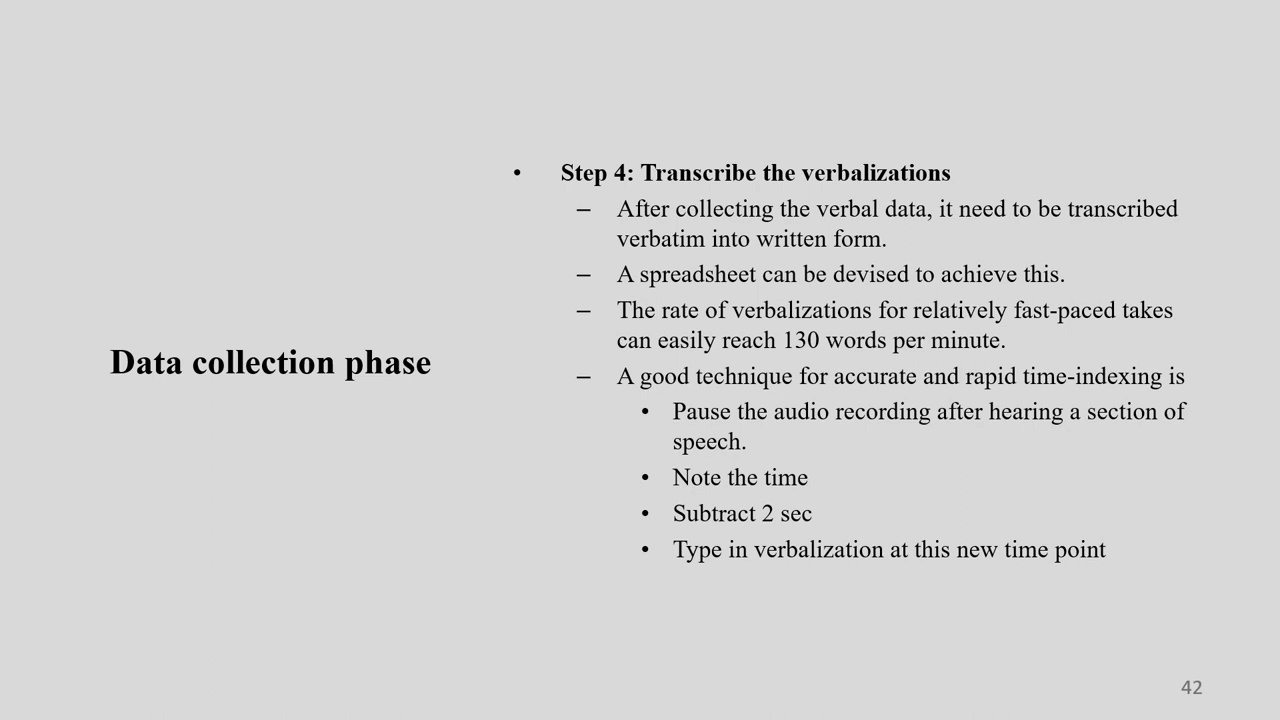 Data collection phase
• Step 4: Transcribe the verbalizations
– After collecting the verbal data, it need to be transcribed
verbatim into written form.
– A spreadsheet can be devised to achieve this.
– The rate of verbalizations for relatively fast-paced takes
can easily reach 130 words per minute.
– A good technique for accurate and rapid time-indexing is
• Pause the audio recording after hearing a section of
speech.
• Note the time
• Subtract 2 sec
• Type in verbalization at this new time point
42